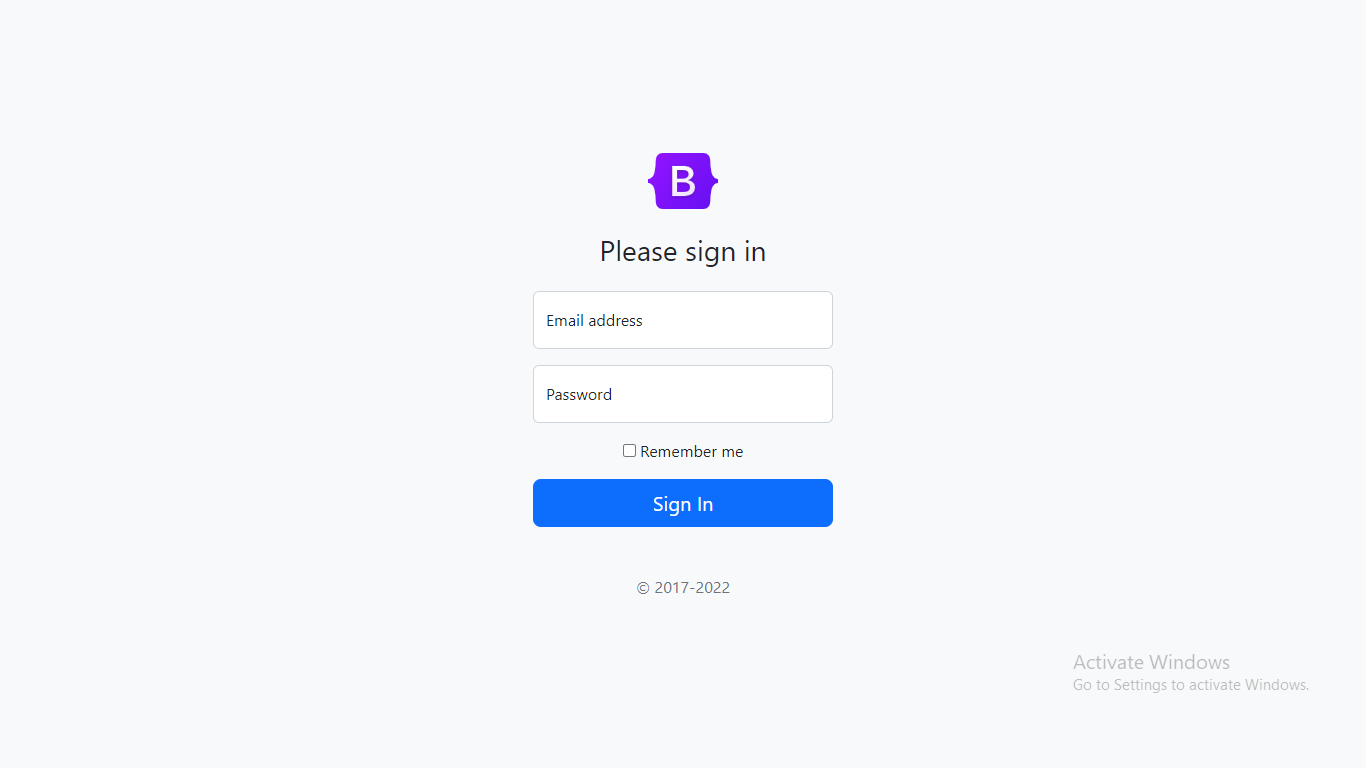 B
Please sign in
Email address
Password
Remember me
Sign In
© 2017-2022
Activate Windows
Go to Settings to activate Windows.